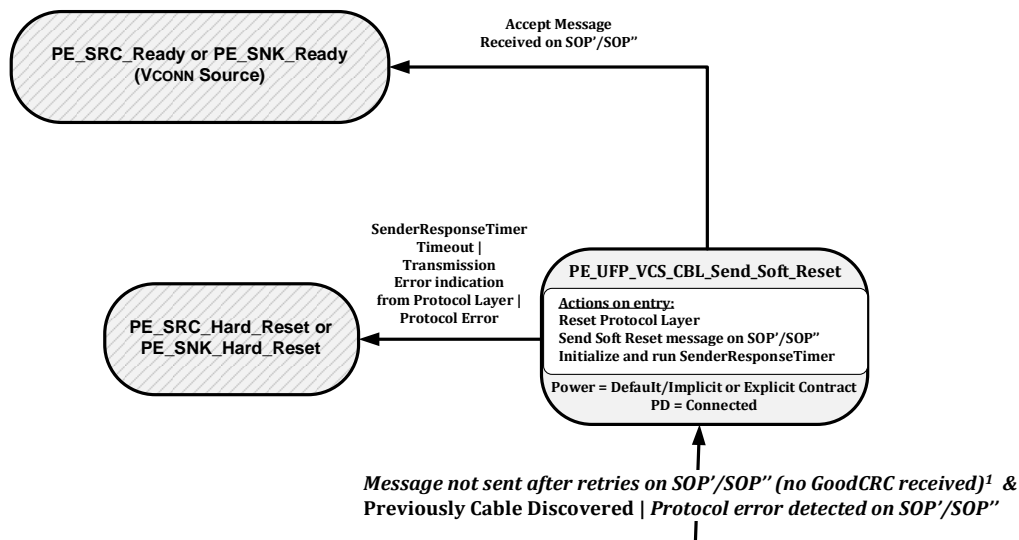 Accept Message
Received on SOP’/SOP’’
PE_SRC_Ready or PE_SNK_Ready
(VCONN Source)
SenderResponseTimer
Timeout |
Transmission
Error indication
from Protocol Layer |
Protocol Error
PE_SRC_Hard_Reset or
PE_SNK_Hard_Reset
PE_UFP_VCS_CBL_Send_Soft_Reset
Actions on entry:
Reset Protocol Layer
Send Soft Reset message on SOP’/SOP’’
Initialize and run SenderResponseTimer
Power = Default/Implicit or Explicit Contract
PD = Connected
Message not sent after retries on SOP’/SOP’’ (no GoodCRC received)¹ &
Previously Cable Discovered | Protocol error detected on SOP’/SOP’’